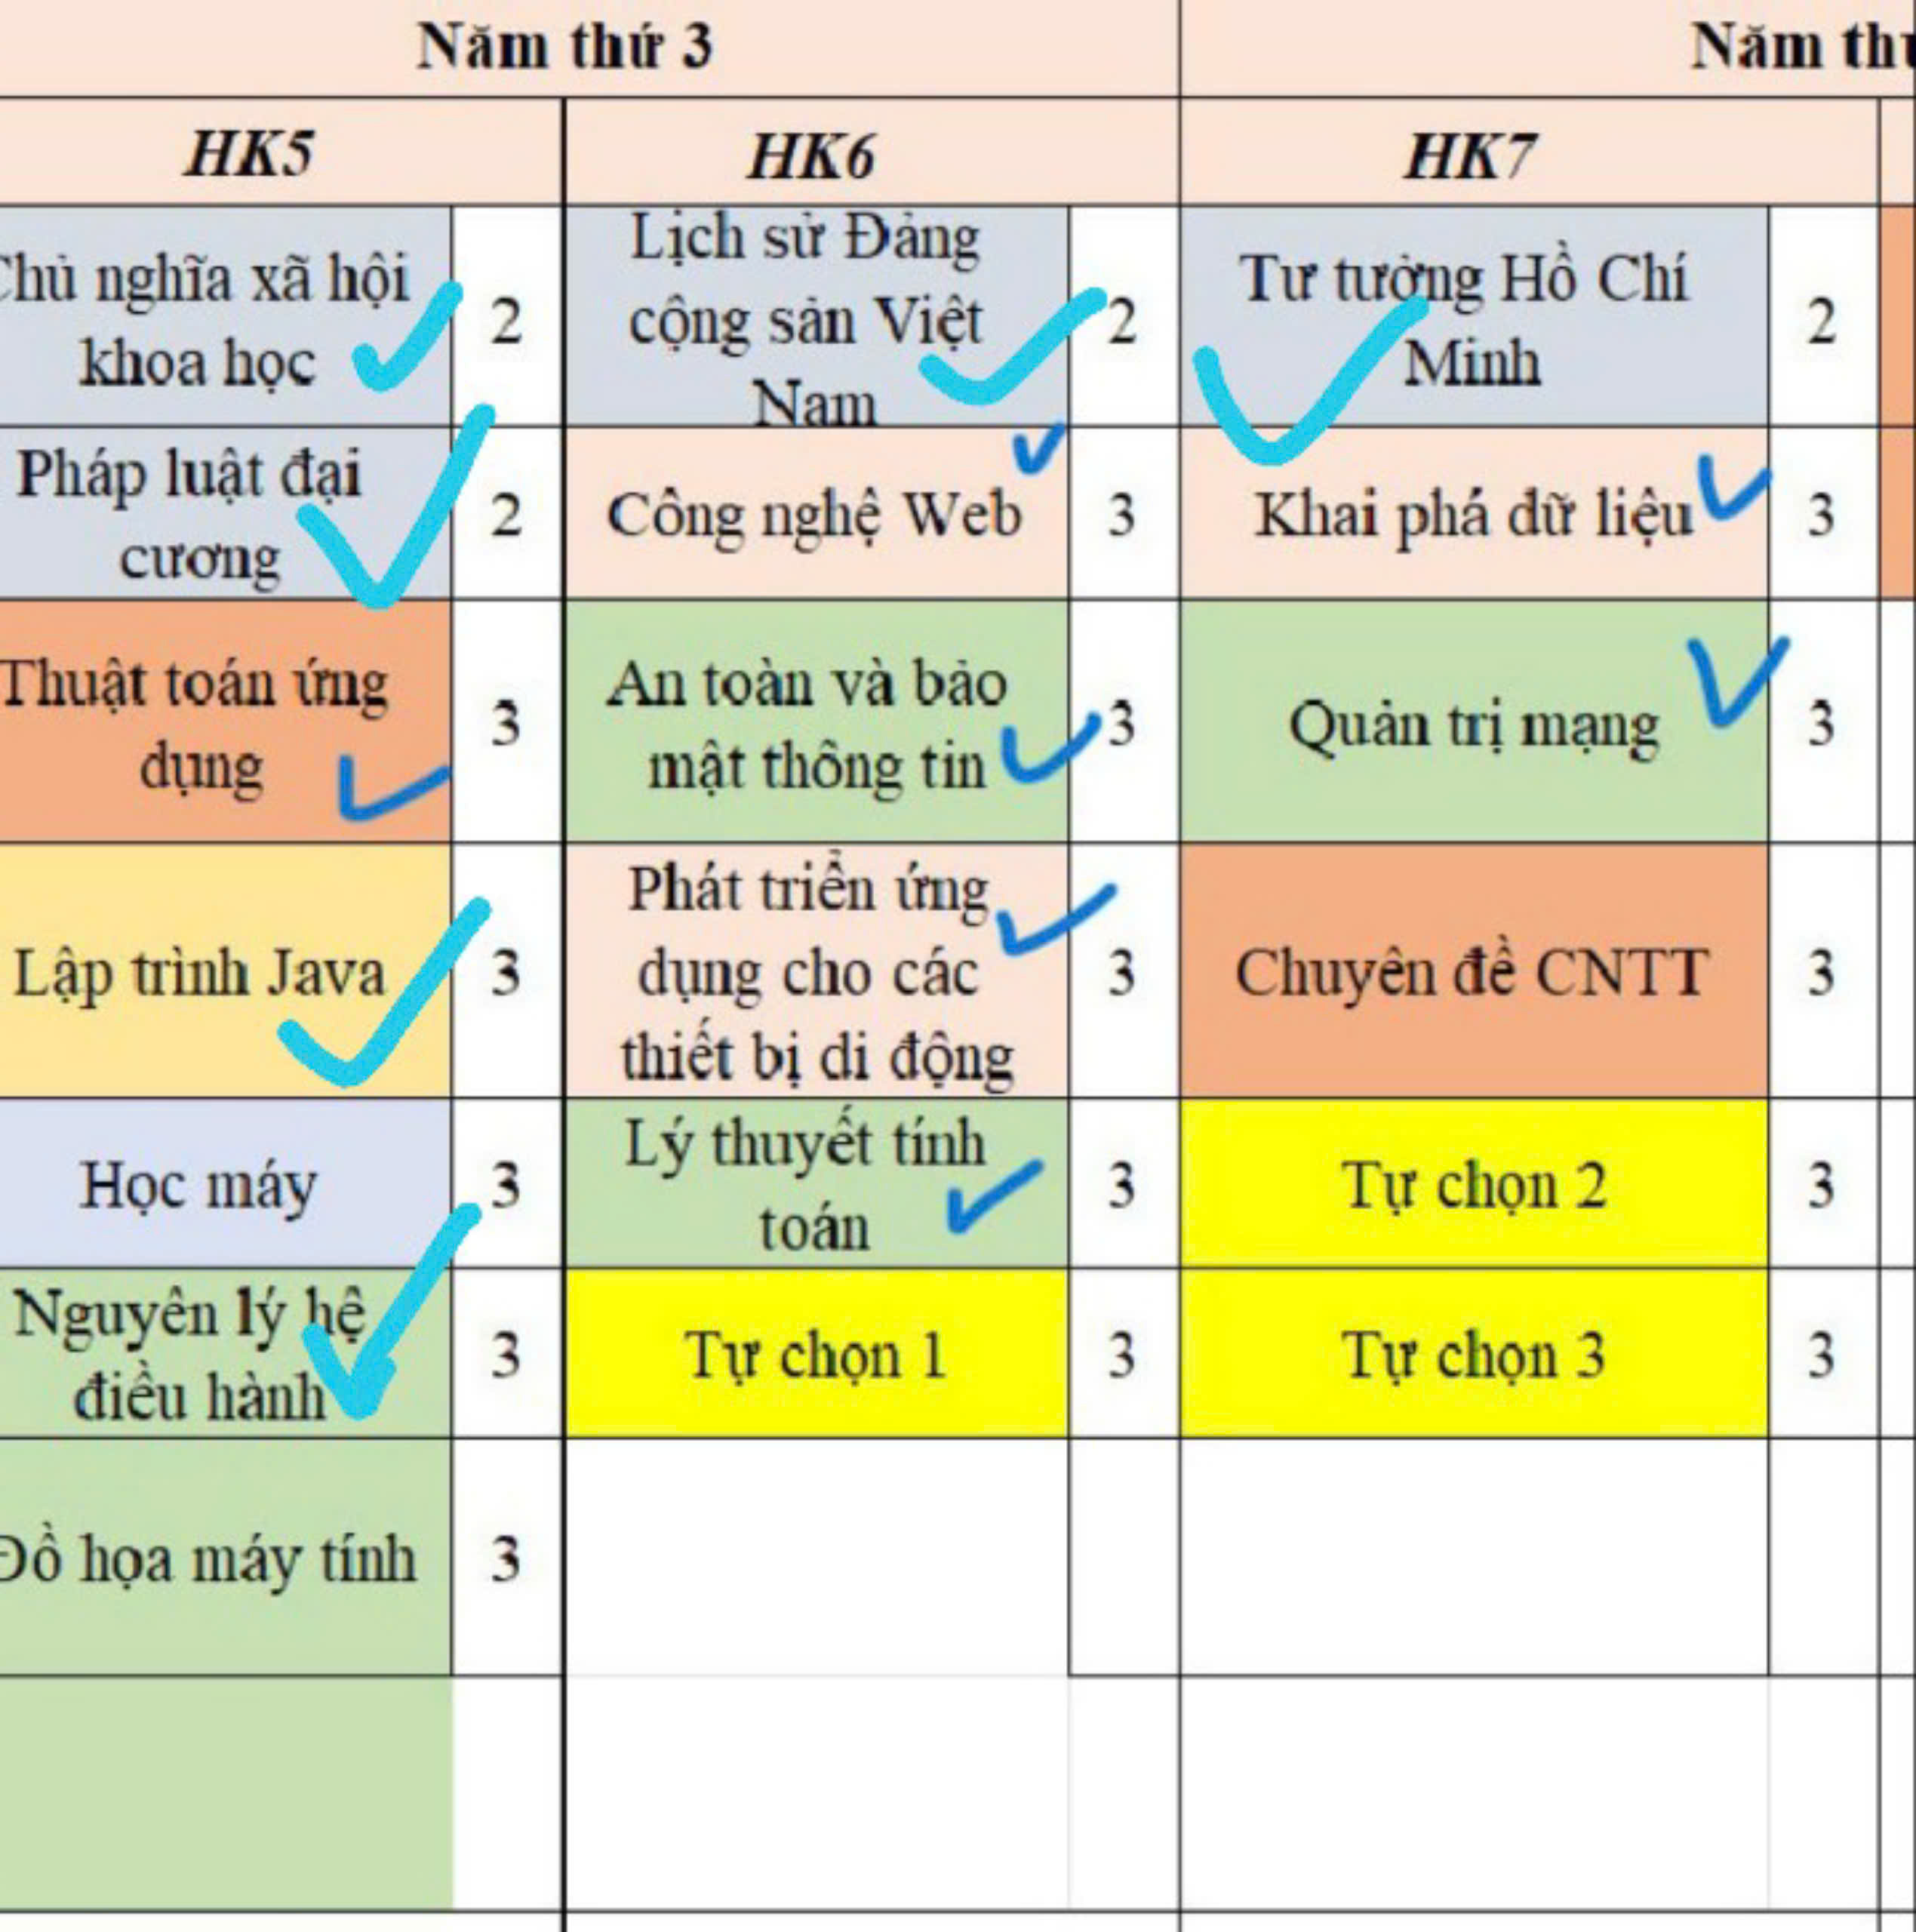 Năm thứ 3
HK5
HK6
HK7
Chủ nghĩa xã hội
khoa học
2
Lịch sử Đảng
cộng sản Việt
Nam
2
Tư tưởng Hồ Chí
Minh
2
Pháp luật đại
cương
2
Công nghệ Web
3
Khai phá dữ liệu
3
Thuật toán ứng
dụng
3
An toàn và bảo
mật thông tin
3
Quản trị mạng
3
Lập trình Java
3
Phát triển ứng
dụng cho các
thiết bị di động
3
Chuyên đề CNTT
3
Học máy
3
Lý thuyết tính
toán
3
Tự chọn 2
3
Nguyên lý hệ
điều hành
3
Tự chọn 1
3
Tự chọn 3
3
Đồ họa máy tính
3